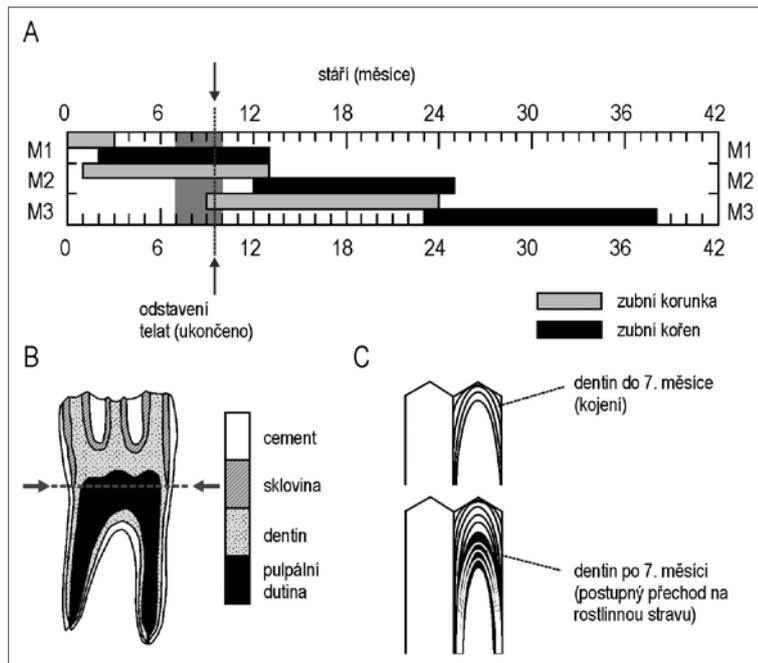 A
stáří (měsíce)
0 6 12 18 24 30 36 42
M1 M1
M2 M2
M3 M3
0 6 12 18 24 30 36 42
odstavení
telat (ukončeno)
zubní korunka
zubní kořen
B
cement
sklovina
dentin
pulpální
dutina
C
dentin do 7. měsíce
(kojení)
dentin po 7. měsíci
(postupný přechod na
rostlinnou stravu)